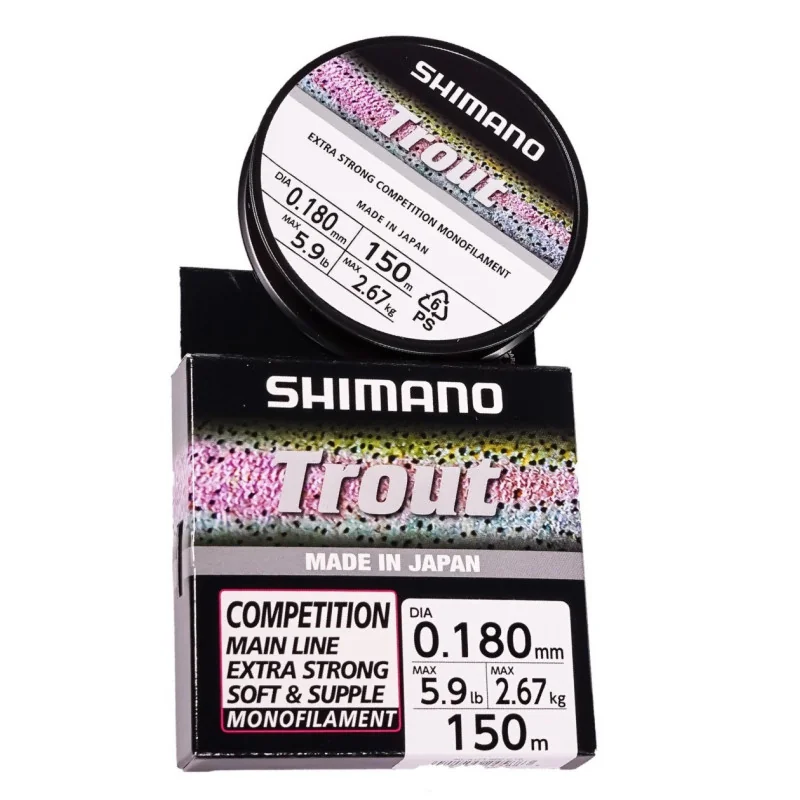 SHIMANO
Trout
EXTRA STRONG COMPETITION MONOFILAMENT
MADE IN JAPAN
DIA 0.180mm 150m
MAX 5.9lb MAX 2.67kg
6
PS
SHIMANO
Trout
MADE IN JAPAN
COMPETITION
MAIN LINE
EXTRA STRONG
SOFT & SUPPLE
MONOFILAMENT
DIA
0.180mm
MAX MAX
5.9lb 2.67kg
150m